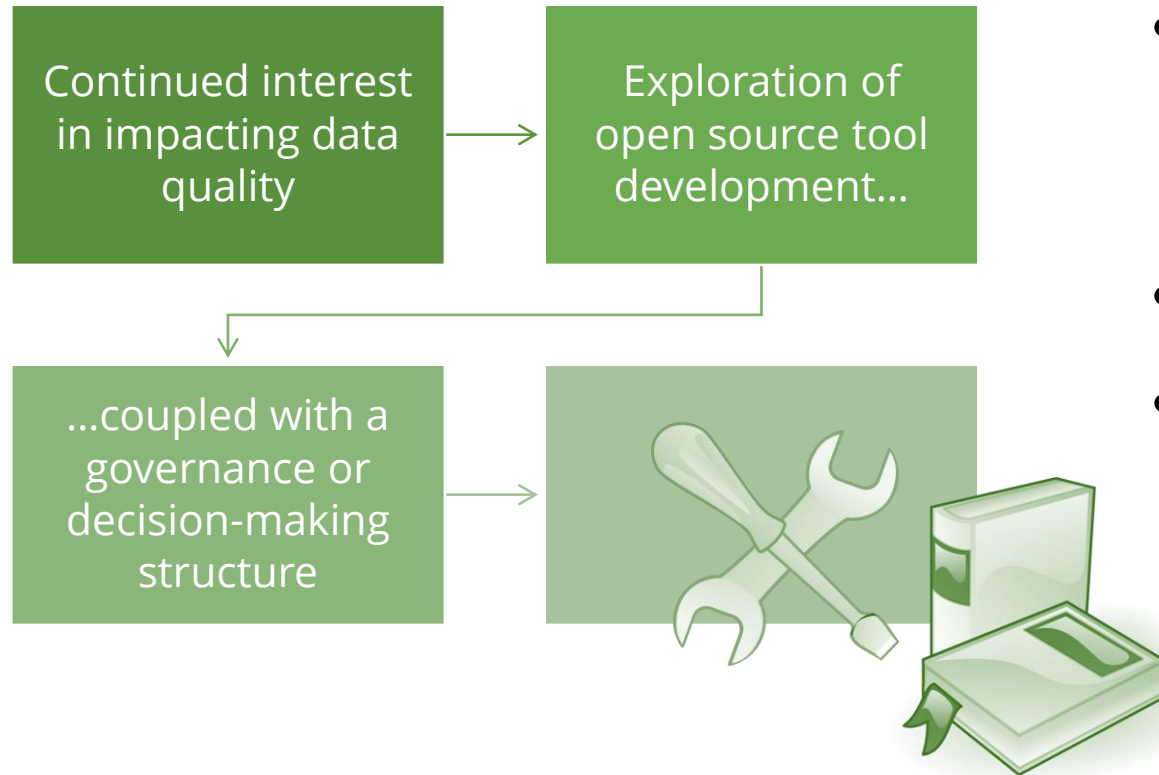 Continued interest
in impacting data
quality
Exploration of
open source tool
development...
...coupled with a
governance or
decision-making
structure